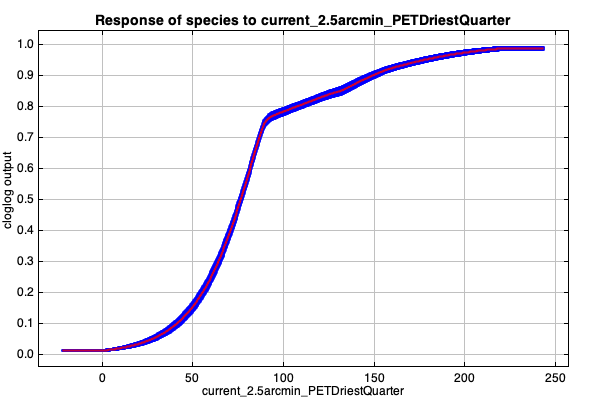 Response of species to current_2.5arcmin_PETDriestQuarter
1.0
0.9
0.8
0.7
0.6
0.5
0.4
0.3
0.2
0.1
0.0
cloglog output
0 50 100 150 200 250
current_2.5arcmin_PETDriestQuarter